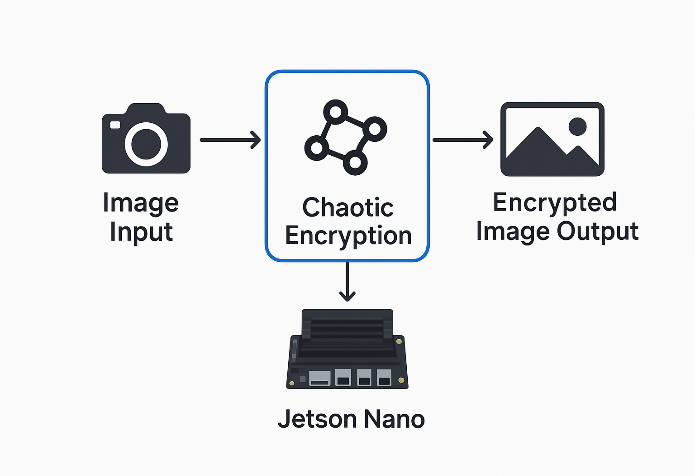 Image
Input
Chaotic
Encryption
Encrypted
Image Output
Jetson Nano